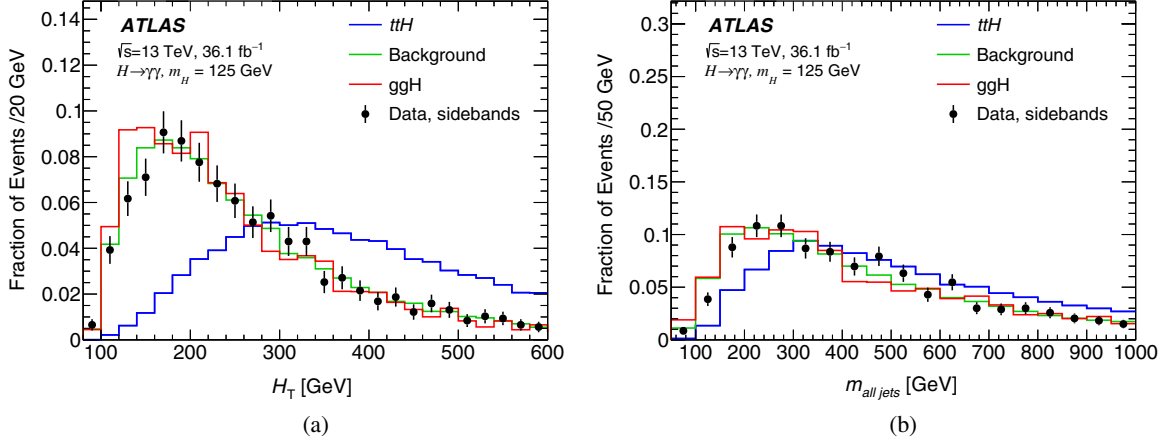 ATLAS
√s=13 TeV, 36.1 fb⁻¹
H→γγ, m_H = 125 GeV
ttH
Background
ggH
Data, sidebands
Fraction of Events /20 GeV
0.14
0.12
0.1
0.08
0.06
0.04
0.02
0
100 200 300 400 500 600
H_T [GeV]
(a)
ATLAS
√s=13 TeV, 36.1 fb⁻¹
H→γγ, m_H = 125 GeV
ttH
Background
ggH
Data, sidebands
Fraction of Events /50 GeV
0.3
0.25
0.2
0.15
0.1
0.05
0
100 200 300 400 500 600 700 800 900 1000
m_all jets [GeV]
(b)